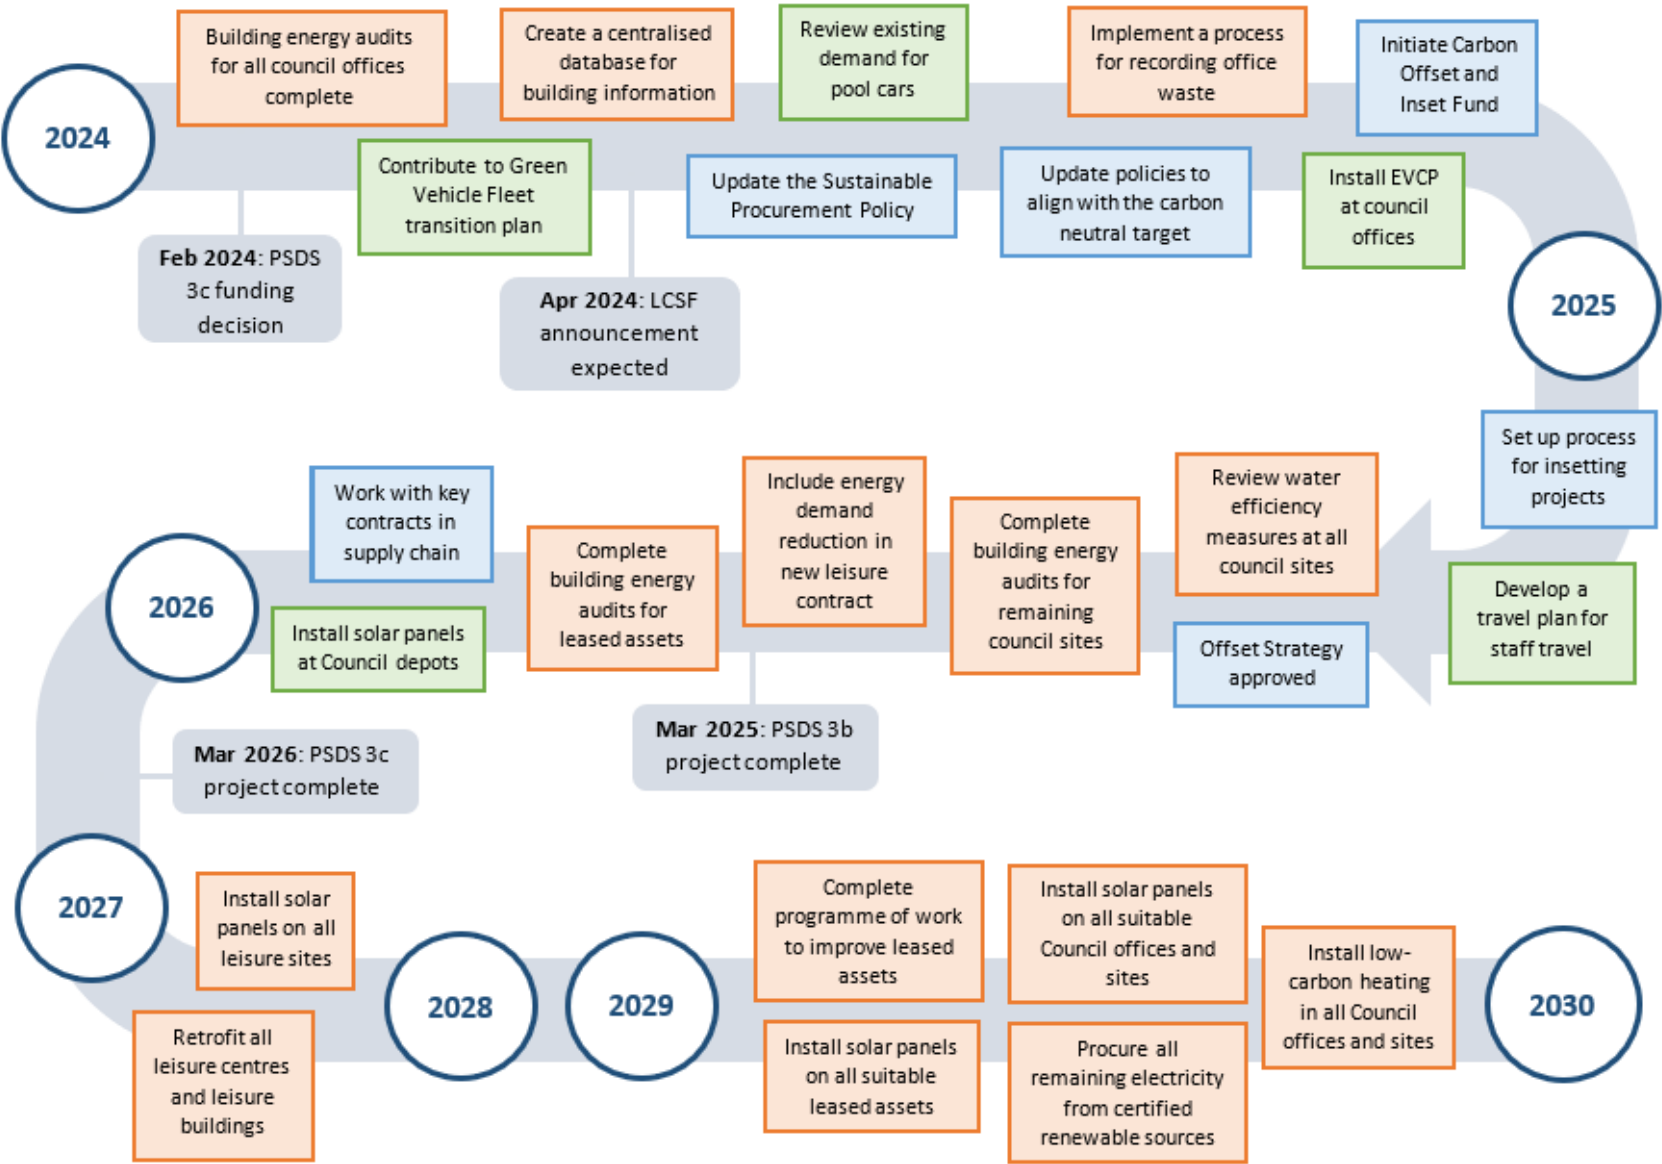 2024
Building energy audits
for all council offices
complete
Create a centralised
database for
building information
Review existing
demand for
pool cars
Implement a process
for recording office
waste
Initiate Carbon
Offset and
Inset Fund
Contribute to Green
Vehicle Fleet
transition plan
Update the Sustainable
Procurement Policy
Update policies to
align with the carbon
neutral target
Install EVCP
at council
offices
Feb 2024: PSDS
3c funding
decision
Apr 2024: LCSF
announcement
expected
2025
Set up process
for insetting
projects
Develop a
travel plan for
staff travel
Review water
efficiency
measures at all
council sites
Offset Strategy
approved
Complete
building energy
audits for
remaining
council sites
Include energy
demand
reduction in
new leisure
contract
Mar 2025: PSDS 3b
project complete
Complete
building energy
audits for
leased assets
Work with key
contracts in
supply chain
Install solar panels
at Council depots
2026
Mar 2026: PSDS 3c
project complete
2027
Install solar
panels on all
leisure sites
Retrofit all
leisure centres
and leisure
buildings
2028
2029
Complete
programme of work
to improve leased
assets
Install solar panels
on all suitable
leased assets
Install solar panels
on all suitable
Council offices and
sites
Procure all
remaining electricity
from certified
renewable sources
Install low-
carbon heating
in all Council
offices and sites
2030